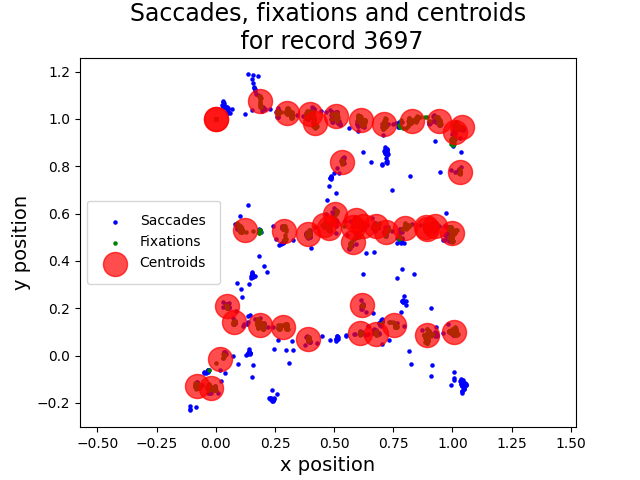 Saccades, fixations and centroids
for record 3697
y position
1.2
1.0
0.8
0.6
0.4
0.2
0.0
−0.2
Saccades
Fixations
Centroids
−0.50
−0.25
0.00
0.25
0.50
0.75
1.00
1.25
1.50
x position